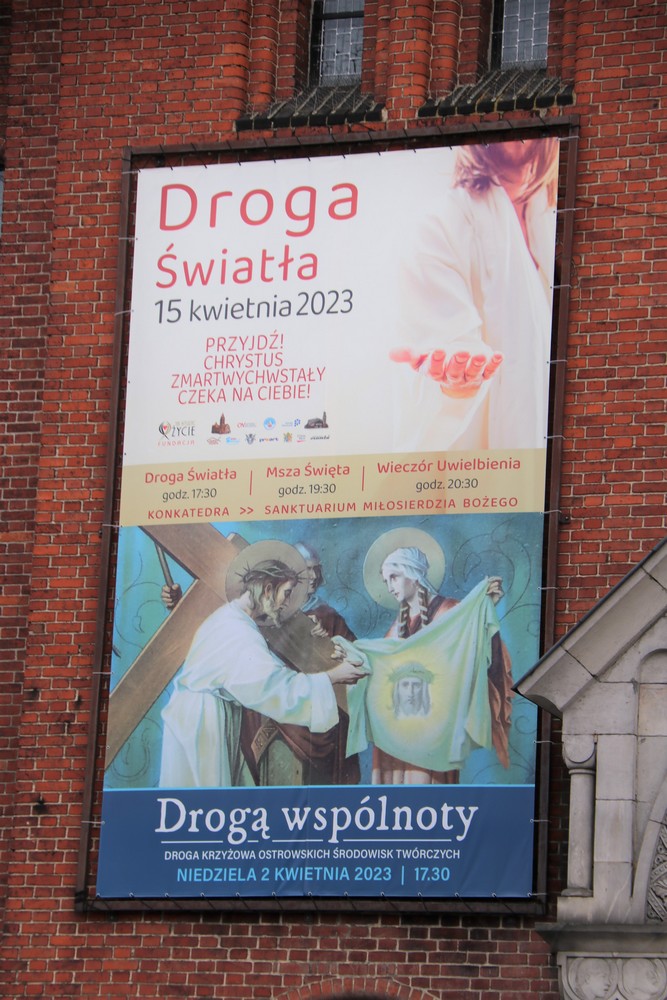 Droga
Światła
15 kwietnia 2023
PRZYJDŹ!
CHRYSTUS
ZMARTWYCHWSTAŁY
CZEKA NA CIEBIE!
ŻYCIE
FUNDACJA
Droga Światła | Msza Święta | Wieczór Uwielbienia
godz. 17:30 godz. 19:30 godz. 20:30
KONKATEDRA >> SANKTUARIUM MIŁOSIERDZIA BOŻEGO
Drogą wspólnoty
DROGA KRZYŻOWA OSTROWSKICH ŚRODOWISK TWÓRCZYCH
NIEDZIELA 2 KWIETNIA 2023 | 17.30